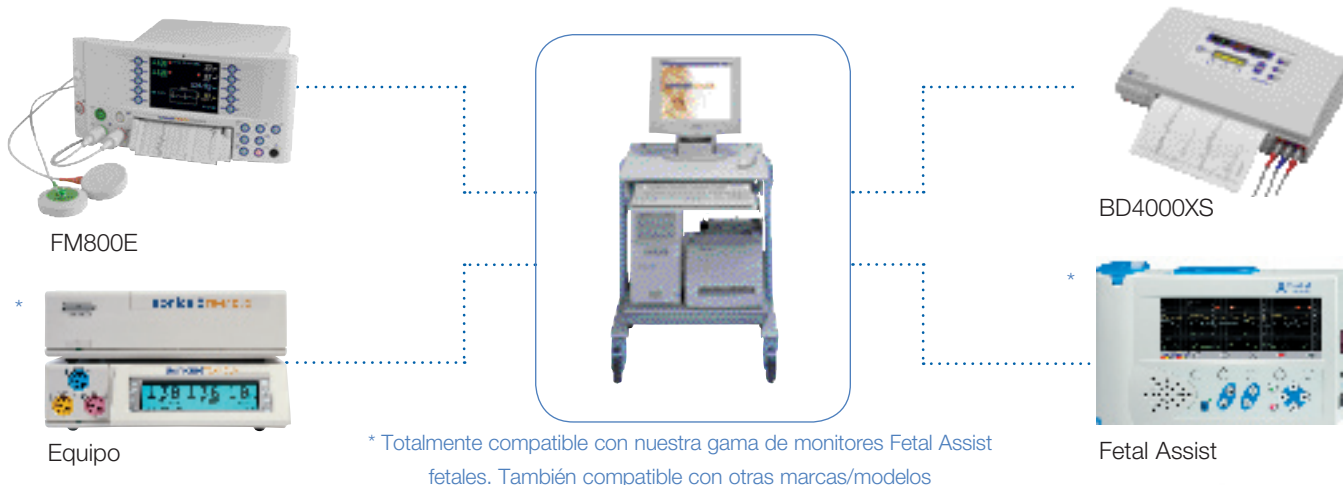 FM800E
BD4000XS
*
*
Equipo
Fetal Assist
* Totalmente compatible con nuestra gama de monitores Fetal Assist
fetales. También compatible con otras marcas/modelos